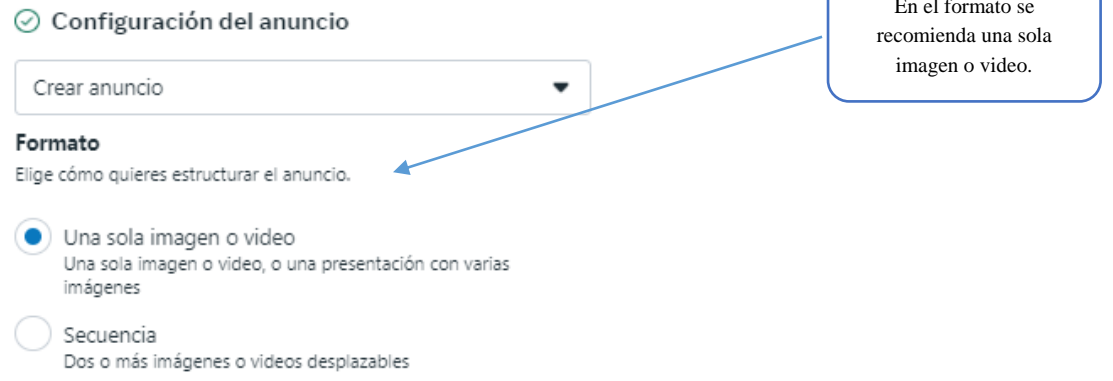 Configuración del anuncio
Crear anuncio
Formato
Elige cómo quieres estructurar el anuncio.
Una sola imagen o video
Una sola imagen o video, o una presentación con varias
imágenes
Secuencia
Dos o más imágenes o videos desplazables
En el formato se
recomienda una sola
imagen o video.